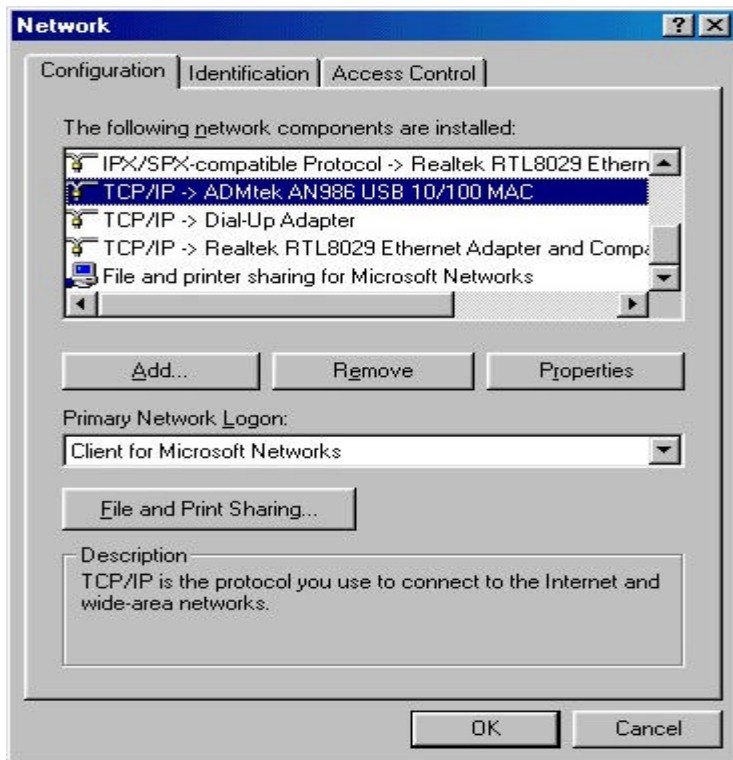 Network
Configuration Identification Access Control
The following network components are installed:
IPX/SPX-compatible Protocol -> Realtek RTL8029 Ethern
TCP/IP -> ADMtek AN986 USB 10/100 MAC
TCP/IP -> Dial-Up Adapter
TCP/IP -> Realtek RTL8029 Ethernet Adapter and Compa
File and printer sharing for Microsoft Networks
Add... Remove Properties
Primary Network Logon:
Client for Microsoft Networks
File and Print Sharing...
Description
TCP/IP is the protocol you use to connect to the Internet and
wide-area networks.
OK Cancel